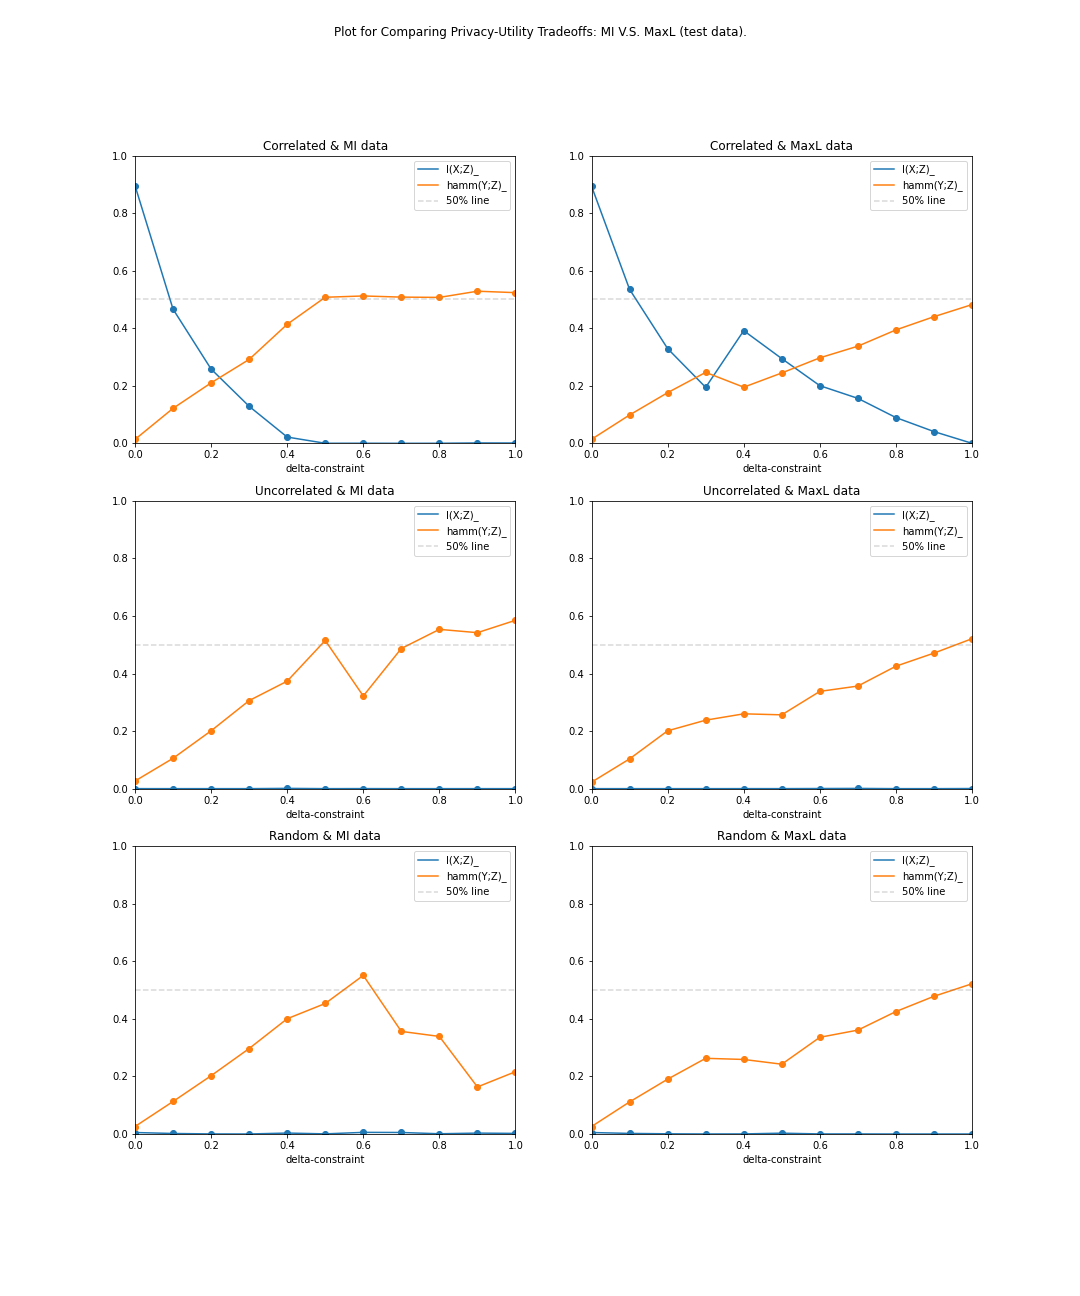 Plot for Comparing Privacy-Utility Tradeoffs: MI V.S. MaxL (test data).
Correlated & MI data
1.0
0.8
0.6
0.4
0.2
0.0
I(X;Z)_
hamm(Y;Z)_
50% line
0.0 0.2 0.4 0.6 0.8 1.0
delta-constraint
Correlated & MaxL data
1.0
0.8
0.6
0.4
0.2
0.0
I(X;Z)_
hamm(Y;Z)_
50% line
0.0 0.2 0.4 0.6 0.8 1.0
delta-constraint
Uncorrelated & MI data
1.0
0.8
0.6
0.4
0.2
0.0
I(X;Z)_
hamm(Y;Z)_
50% line
0.0 0.2 0.4 0.6 0.8 1.0
delta-constraint
Uncorrelated & MaxL data
1.0
0.8
0.6
0.4
0.2
0.0
I(X;Z)_
hamm(Y;Z)_
50% line
0.0 0.2 0.4 0.6 0.8 1.0
delta-constraint
Random & MI data
1.0
0.8
0.6
0.4
0.2
0.0
I(X;Z)_
hamm(Y;Z)_
50% line
0.0 0.2 0.4 0.6 0.8 1.0
delta-constraint
Random & MaxL data
1.0
0.8
0.6
0.4
0.2
0.0
I(X;Z)_
hamm(Y;Z)_
50% line
0.0 0.2 0.4 0.6 0.8 1.0
delta-constraint